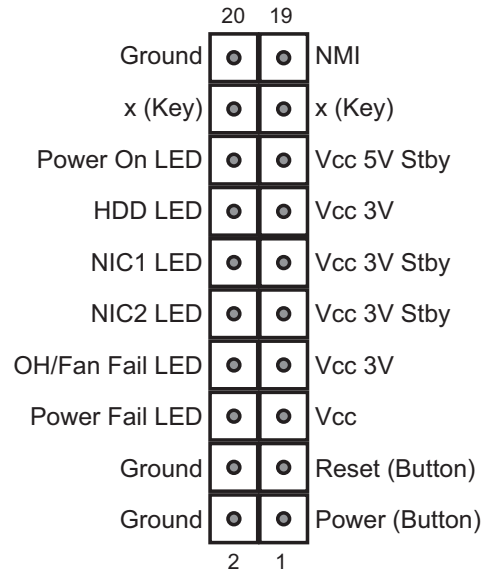 20 19
Ground NMI
x (Key) x (Key)
Power On LED Vcc 5V Stby
HDD LED Vcc 3V
NIC1 LED Vcc 3V Stby
NIC2 LED Vcc 3V Stby
OH/Fan Fail LED Vcc 3V
Power Fail LED Vcc
Ground Reset (Button)
Ground Power (Button)
2 1